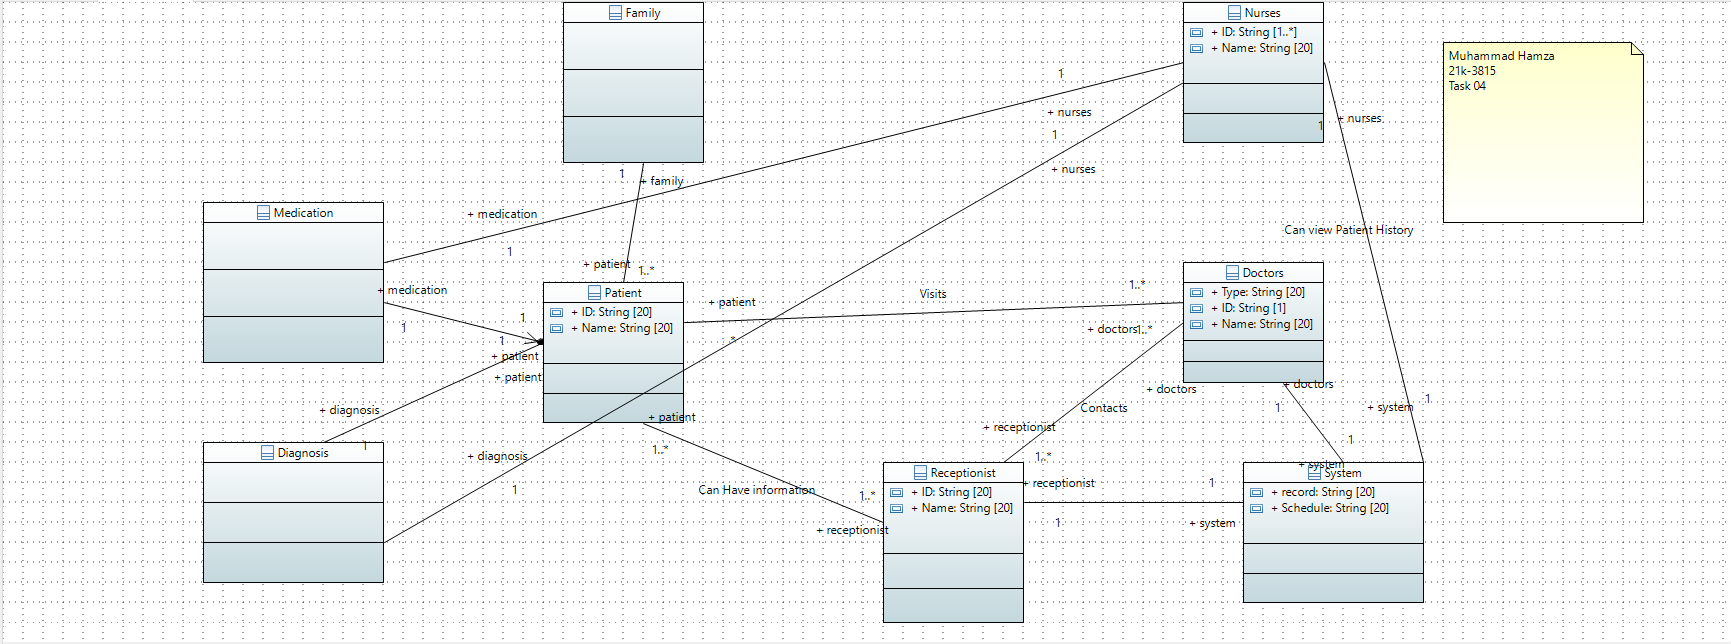 Family
Nurses
+ ID: String [1..*]
+ Name: String [20]
Muhammad Hamza
21k-3815
Task 04
1
+ nurses
1
+ nurses
1
+ nurses
1
+ family
Medication
+ medication
1
Can view Patient History
+ patient
1..*
Doctors
+ Type: String [20]
+ ID: String [1]
+ Name: String [20]
+ medication
1
Patient
+ ID: String [20]
+ Name: String [20]
+ patient
Visits
1..*
+ doctors
1..*
*
1
1
+ patient
+ patient
+ doctors
+ doctors
1
+ diagnosis
1
+ patient
1..*
Contacts
+ system
1
+ receptionist
1..*
1
+ system
Diagnosis
+ diagnosis
1
Can Have information
1..*
+ receptionist
Receptionist
+ ID: String [20]
+ Name: String [20]
+ receptionist
1
1
+ system
System
+ record: String [20]
+ Schedule: String [20]